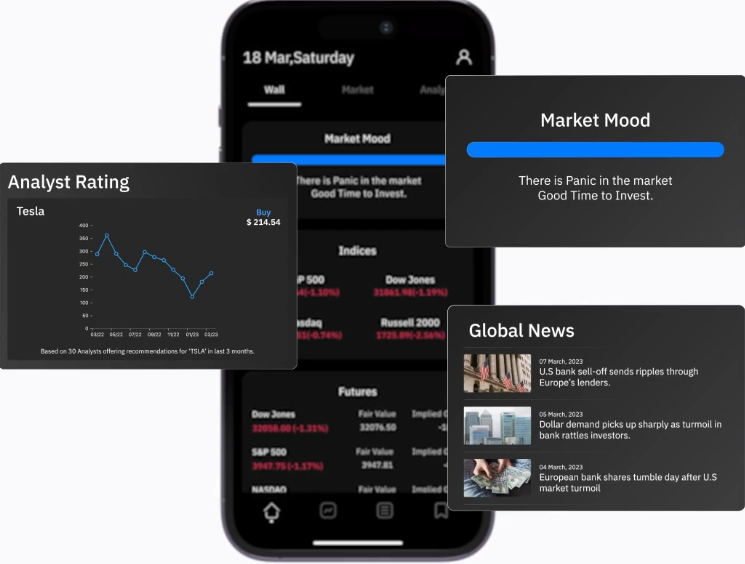 18 Mar,Saturday
Wall Market Analy
Market Mood
There is Panic in the market
Good Time to Invest.
Indices
P 500 Dow Jones
(-1.10%) 31861.98(-1.19%)
sdaq Russell 2000
(-0.74%) 1725.89(-2.56%)
Futures
Dow Jones Fair Value Implied O
32058.00 (-1.31%) 32076.50
S&P 500 Fair Value Implied O
3947.75 (-1.17%) 3947.81
NASDAQ Fair Value Implied O
Analyst Rating
Tesla
Buy
$ 214.54
400
350
300
250
200
150
100
50
0
03/22 05/22 07/22 09/22 11/22 01/23 03/23
Based on 30 Analysts offering recommendations for 'TSLA' in last 3 months.
Market Mood
There is Panic in the market
Good Time to Invest.
Global News
07 March, 2023
U.S bank sell-off sends ripples through
Europe's lenders.
05 March, 2023
Dollar demand picks up sharply as turmoil in
bank rattles investors.
04 March, 2023
European bank shares tumble day after U.S
market turmoil